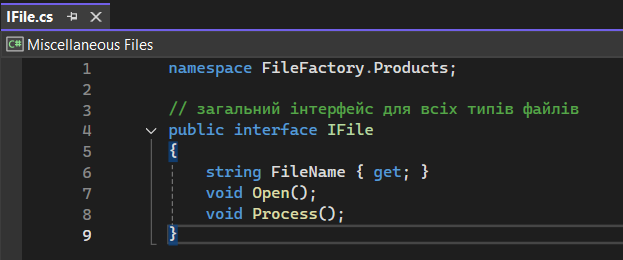 IFile.cs
C# Miscellaneous Files
1 namespace FileFactory.Products;
2
3 // загальний інтерфейс для всіх типів файлів
4 public interface IFile
5 {
6 string FileName { get; }
7 void Open();
8 void Process();
9 }